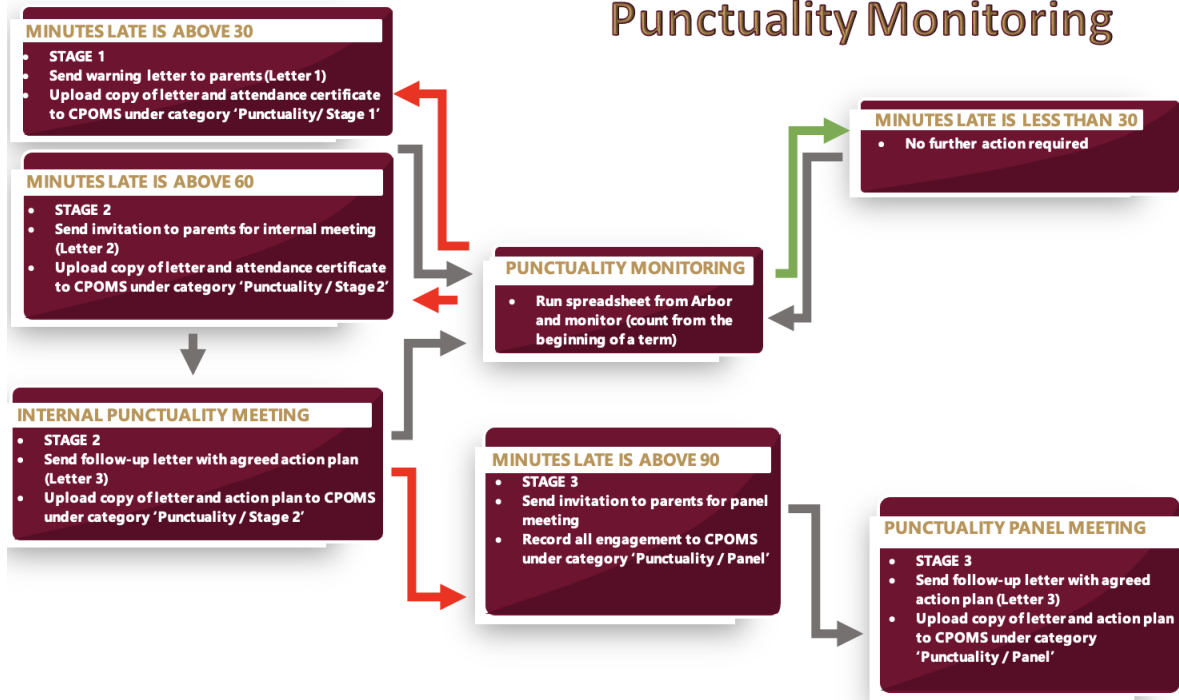 Punctuality Monitoring
MINUTES LATE IS ABOVE 30
• STAGE 1
• Send warning letter to parents (Letter 1)
• Upload copy of letter and attendance certificate
to CPOMS under category ‘Punctuality/ Stage 1’
MINUTES LATE IS LESS THAN 30
• No further action required
MINUTES LATE IS ABOVE 60
• STAGE 2
• Send invitation to parents for internal meeting
(Letter 2)
• Upload copy of letter and attendance certificate
to CPOMS under category ‘Punctuality / Stage 2’
PUNCTUALITY MONITORING
• Run spreadsheet from Arbor
and monitor (count from the
beginning of a term)
INTERNAL PUNCTUALITY MEETING
• STAGE 2
• Send follow-up letter with agreed action plan
(Letter 3)
• Upload copy of letter and action plan to CPOMS
under category ‘Punctuality / Stage 2’
MINUTES LATE IS ABOVE 90
• STAGE 3
• Send invitation to parents for panel
meeting
• Record all engagement to CPOMS
under category ‘Punctuality / Panel’
PUNCTUALITY PANEL MEETING
• STAGE 3
• Send follow-up letter with agreed
action plan (Letter 3)
• Upload copy of letter and action plan
to CPOMS under category
‘Punctuality / Panel’